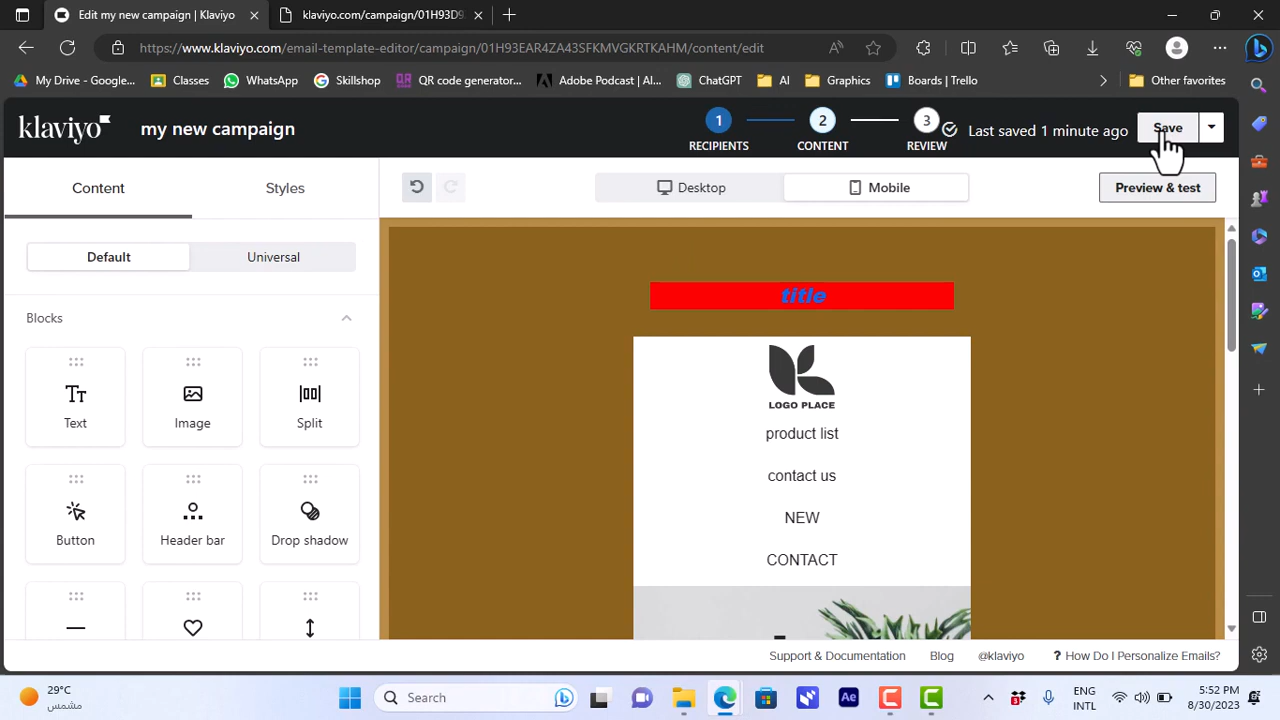 Edit my new campaign | Klaviyo
klaviyo.com/campaign/01H93D9
https://www.klaviyo.com/email-template-editor/campaign/01H93EAR4ZA43SFKMVGKRTKAHM/content/edit
My Drive - Google...
Classes
WhatsApp
Skillshop
QR code generator...
Adobe Podcast | AI...
ChatGPT
AI
Graphics
Boards | Trello
Other favorites
klaviyo
my new campaign
1
2
3
RECIPIENTS
CONTENT
REVIEW
Last saved 1 minute ago
Save
Content
Styles
Desktop
Mobile
Preview & test
Default
Universal
Blocks
title
Text
Image
Split
LOGO PLACE
product list
contact us
NEW
CONTACT
Button
Header bar
Drop shadow
Support & Documentation
Blog
@klaviyo
? How Do I Personalize Emails?
29°C
مشمس
Search
Ae
3
ENG
INTL
5:52 PM
8/30/2023